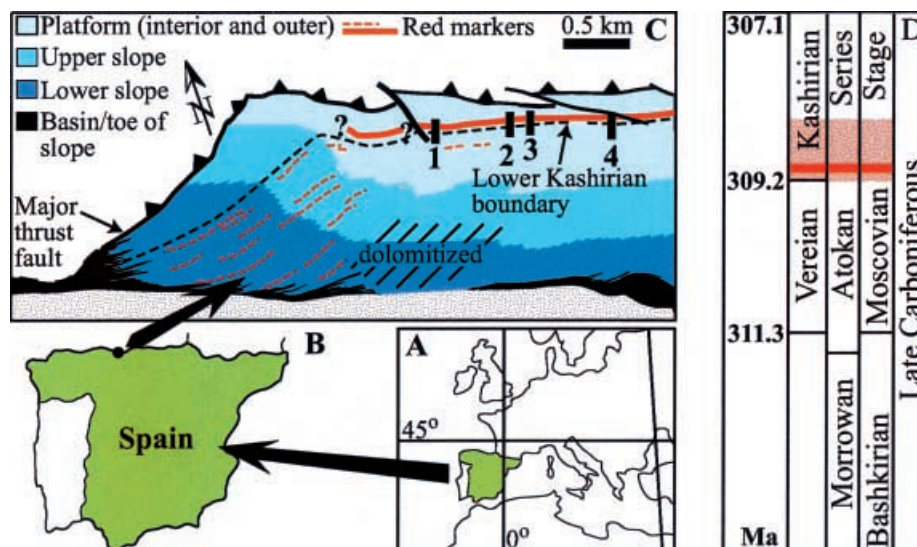 Platform (interior and outer)
Red markers
0.5 km
C
Upper slope
Lower slope
Basin/toe of
slope
N
?
?
1
2
3
4
Lower Kashirian
boundary
Major
thrust
fault
dolomitized
B
Spain
A
45°
0°
D
307.1
309.2
311.3
Ma
Kashirian
Vereian
Series
Atokan
Morrowan
Stage
Moscovian
Bashkirian
Late Carboniferous